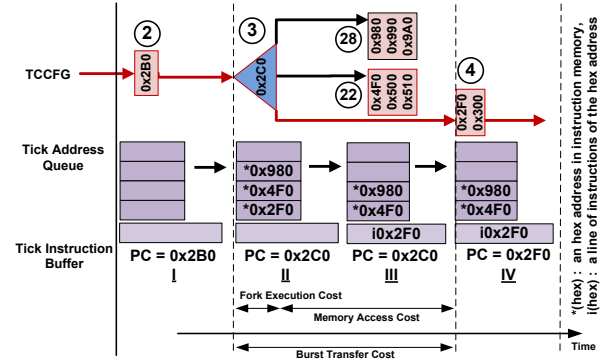 2
3
28
0x980
0x990
0x9A0
TCCFG
0x2B0
0x2C0
22
0x4F0
0x500
0x510
4
0x2F0
0x300
Tick Address
Queue
*0x980
*0x4F0
*0x2F0
*0x980
*0x4F0
*0x980
*0x4F0
Tick Instruction
Buffer
i0x2F0
i0x2F0
PC = 0x2B0
PC = 0x2C0
PC = 0x2C0
PC = 0x2F0
I
II
III
IV
Fork Execution Cost
Memory Access Cost
Burst Transfer Cost
Time
*(hex) : an hex address in instruction memory,
i(hex) : a line of instructions of the hex address